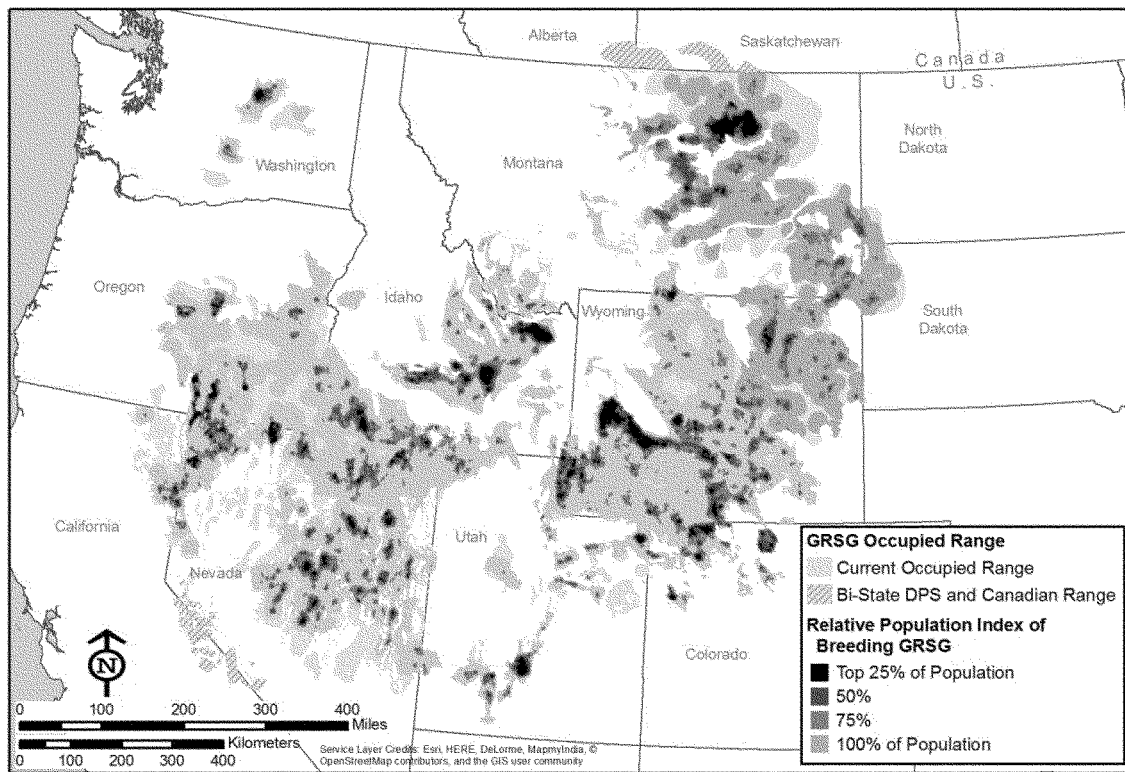 Alberta
Saskatchewan
Canada
U.S.
Washington
Montana
North
Dakota
Oregon
Idaho
Wyoming
South
Dakota
California
Nevada
Utah
Colorado
N
0 100 200 300 400
Miles
Kilometers
0 100 200 300 400
Service Layer Credits: Esri, HERE, DeLorme, MapmyIndia, ©
OpenStreetMap contributors, and the GIS user community
GRSG Occupied Range
Current Occupied Range
Bi-State DPS and Canadian Range
Relative Population Index of
Breeding GRSG
Top 25% of Population
50%
75%
100% of Population